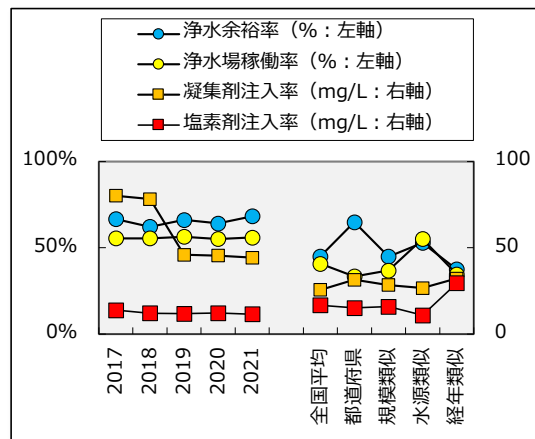 浄水余裕率（%：左軸）
浄水場稼働率（%：左軸）
凝集剤注入率（mg/L：右軸）
塩素剤注入率（mg/L：右軸）
100% 100
50% 50
0% 0
2017
2018
2019
2020
2021
全国平均
都道府県
規模類似
水源類似
経年類似